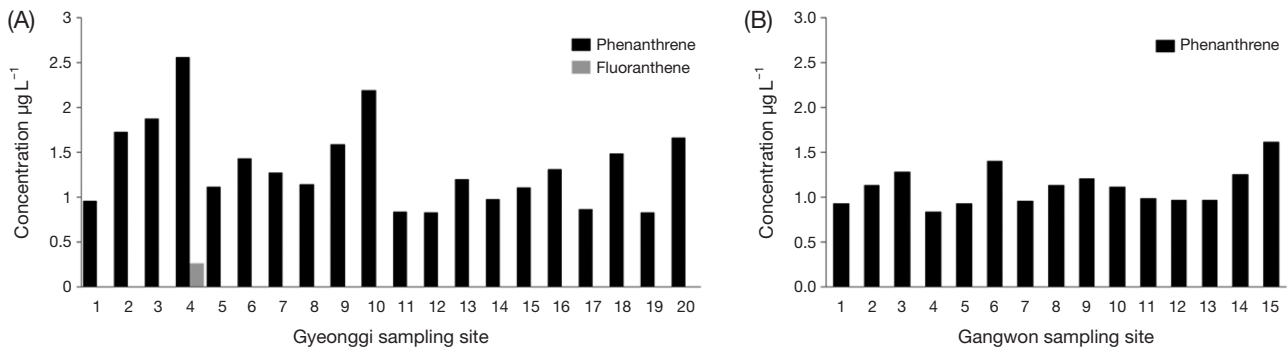 (A)
3
2.5
2
1.5
1
0.5
0
Concentration µg L⁻¹
Phenanthrene
Fluoranthene
1 2 3 4 5 6 7 8 9 10 11 12 13 14 15 16 17 18 19 20
Gyeonggi sampling site
(B)
3.0
2.5
2.0
1.5
1.0
0.5
0.0
Concentration µg L⁻¹
Phenanthrene
1 2 3 4 5 6 7 8 9 10 11 12 13 14 15
Gangwon sampling site